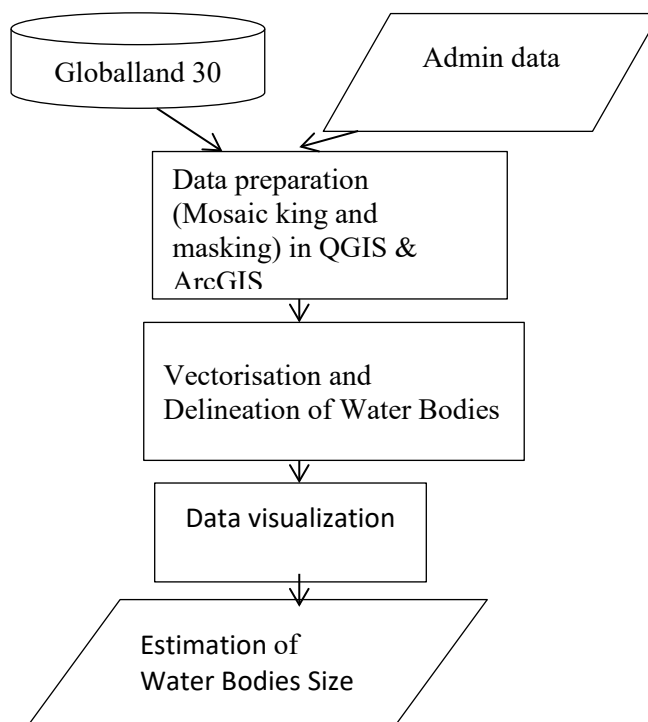 Globalland 30
Admin data
Data preparation
(Mosaic king and
masking) in QGIS &
ArcGIS
Vectorisation and
Delineation of Water Bodies
Data visualization
Estimation of
Water Bodies Size